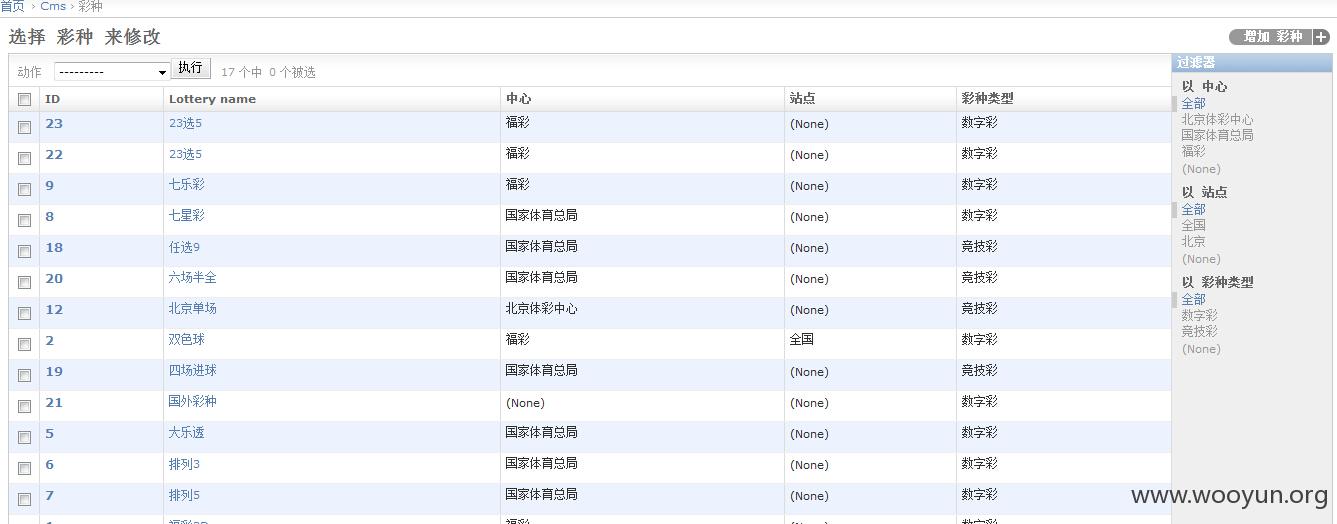 首页 › Cms › 彩种
选择 彩种 来修改
增加 彩种 +
动作 --------- 执行 17 个中 0 个被选
ID Lottery name 中心 站点 彩种类型
23 23选5 福彩 (None) 数字彩
22 23选5 福彩 (None) 数字彩
9 七乐彩 福彩 (None) 数字彩
8 七星彩 国家体育总局 (None) 数字彩
18 任选9 国家体育总局 (None) 竞技彩
20 六场半全 国家体育总局 (None) 竞技彩
12 北京单场 北京体彩中心 (None) 竞技彩
2 双色球 福彩 全国 数字彩
19 四场进球 国家体育总局 (None) 竞技彩
21 国外彩种 (None) (None) 数字彩
5 大乐透 国家体育总局 (None) 数字彩
6 排列3 国家体育总局 (None) 数字彩
7 排列5 国家体育总局 (None) 数字彩
过滤器
以 中心
全部
北京体彩中心
国家体育总局
福彩
(None)
以 站点
全部
全国
北京
(None)
以 彩种类型
全部
数字彩
竞技彩
(None)
www.wooyun.org